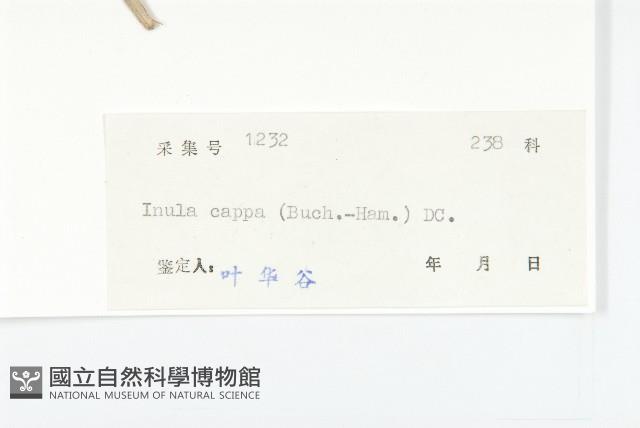 采集号 1232 238 科
Inula cappa (Buch.-Ham.) DC.
鉴定人: 叶华谷 年 月 日
國立自然科學博物館
NATIONAL MUSEUM OF NATURAL SCIENCE